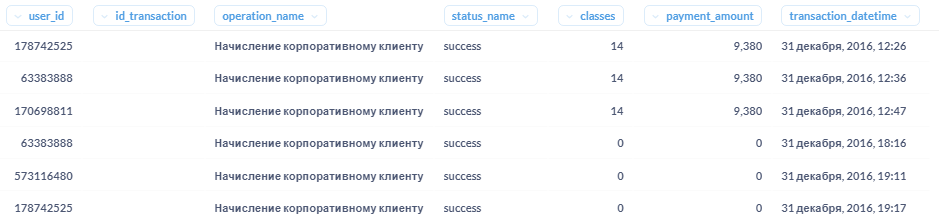 user_id id_transaction operation_name status_name classes payment_amount transaction_datetime
178742525 Начисление корпоративному клиенту success 14 9,380 31 декабря, 2016, 12:26
63383888 Начисление корпоративному клиенту success 14 9,380 31 декабря, 2016, 12:36
170698811 Начисление корпоративному клиенту success 14 9,380 31 декабря, 2016, 12:47
63383888 Начисление корпоративному клиенту success 0 0 31 декабря, 2016, 18:16
573116480 Начисление корпоративному клиенту success 0 0 31 декабря, 2016, 19:11
178742525 Начисление корпоративному клиенту success 0 0 31 декабря, 2016, 19:17